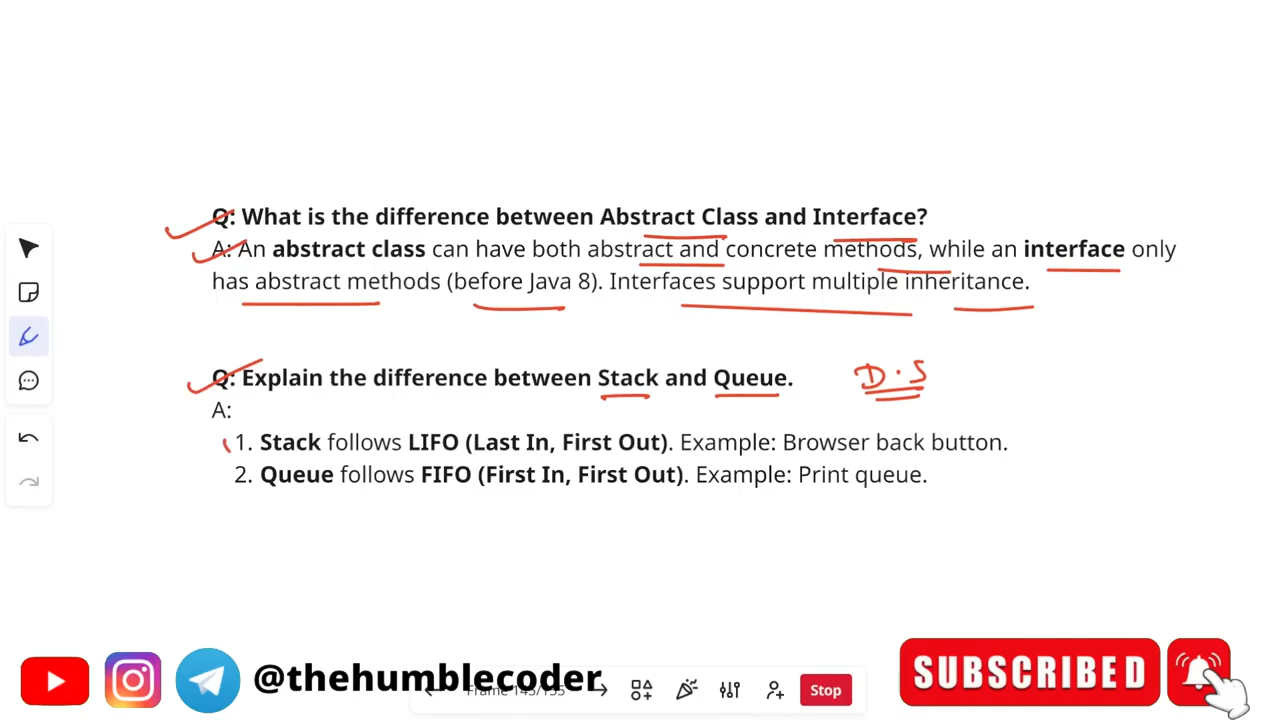 Q: What is the difference between Abstract Class and Interface?
A: An abstract class can have both abstract and concrete methods, while an interface only
has abstract methods (before Java 8). Interfaces support multiple inheritance.
Q: Explain the difference between Stack and Queue.
D.S
A:
1. Stack follows LIFO (Last In, First Out). Example: Browser back button.
2. Queue follows FIFO (First In, First Out). Example: Print queue.
@thehumblecoder
Stop
SUBSCRIBED